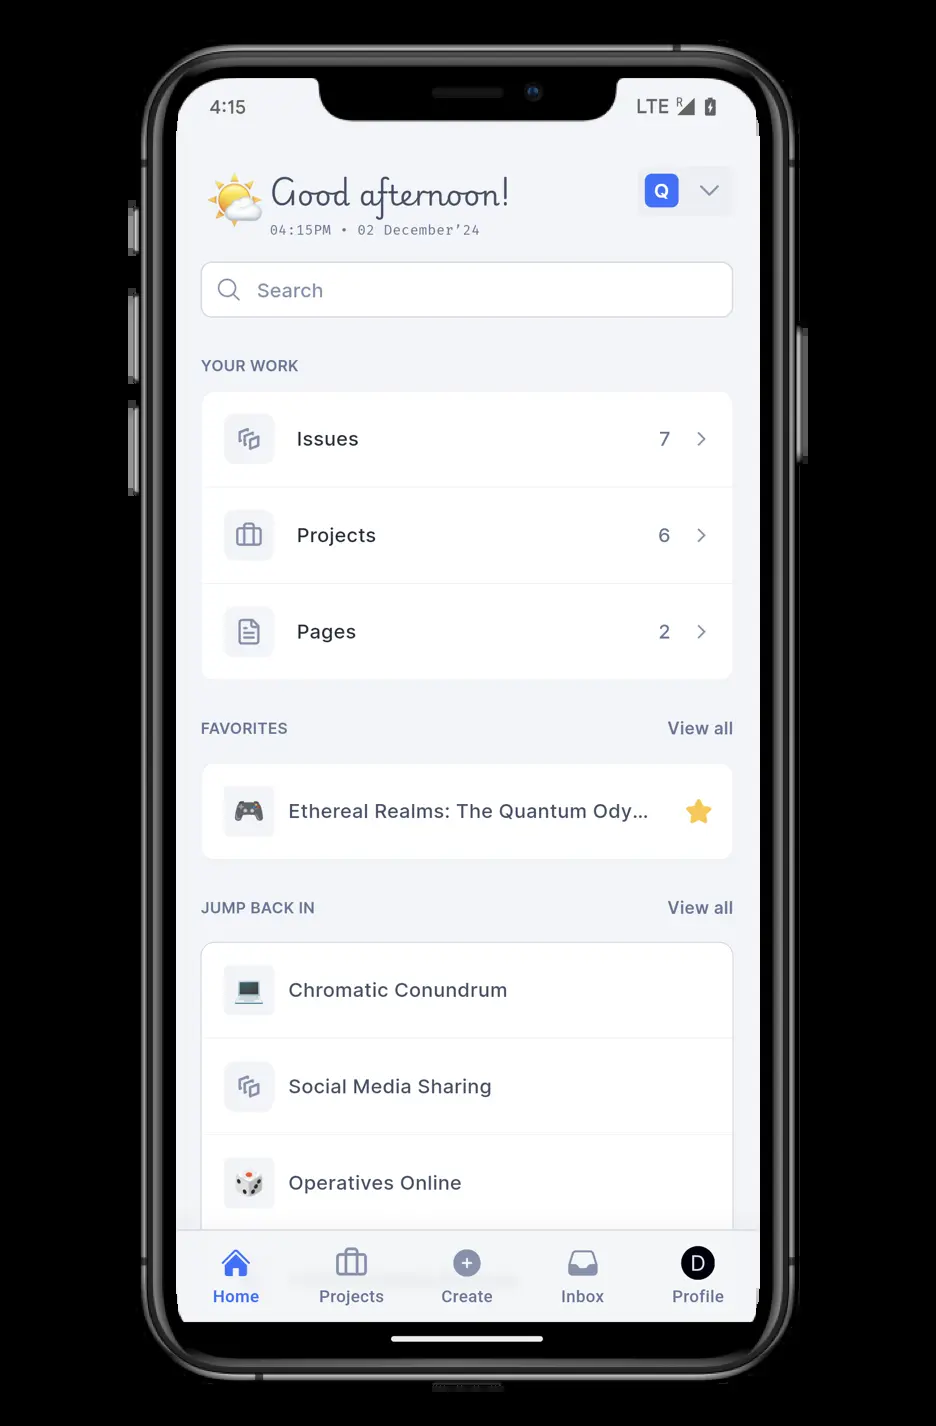 4:15
LTE R
Good afternoon!
Q
04:15PM • 02 December'24
Search
YOUR WORK
Issues 7
Projects 6
Pages 2
FAVORITES View all
Ethereal Realms: The Quantum Ody...
JUMP BACK IN View all
Chromatic Conundrum
Social Media Sharing
Operatives Online
D
Home Projects Create Inbox Profile